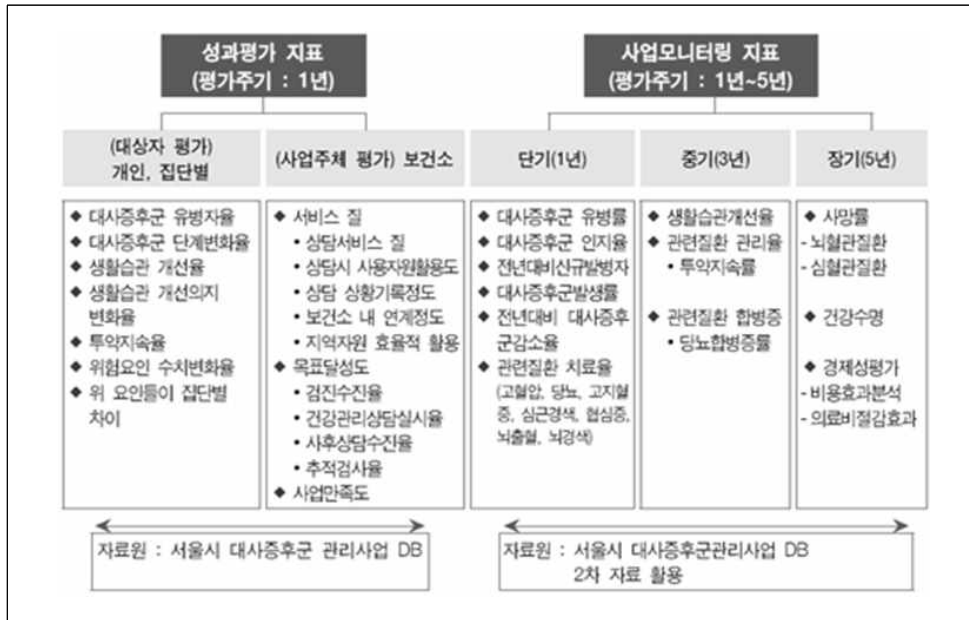 성과평가 지표
(평가주기 : 1년)
사업모니터링 지표
(평가주기 : 1년~5년)
(대상자 평가)
개인, 집단별
◆ 대사증후군 유병자율
◆ 대사증후군 단계변화율
◆ 생활습관 개선율
◆ 생활습관 개선의지
변화율
◆ 투약지속율
◆ 위험요인 수치변화율
◆ 위 요인들이 집단별
차이
(사업주체 평가) 보건소
◆ 서비스 질
• 상담서비스 질
• 상담시 사용자원활용도
• 상담 상황기록정도
• 보건소 내 연계정도
• 지역자원 효율적 활용
◆ 목표달성도
• 검진수진율
• 건강관리상담실시율
• 사후상담수진율
• 추적검사율
◆ 사업만족도
단기(1년)
◆ 대사증후군 유병률
◆ 대사증후군 인지율
◆ 전년대비신규발병자
◆ 대사증후군발생률
◆ 전년대비 대사증후
군감소율
◆ 관련질환 치료율
(고혈압, 당뇨, 고지혈
증, 심근경색, 협심증,
뇌출혈, 뇌경색)
중기(3년)
◆ 생활습관개선율
◆ 관련질환 관리율
• 투약지속률
◆ 관련질환 합병증
• 당뇨합병증률
장기(5년)
◆ 사망률
- 뇌혈관질환
- 심혈관질환
◆ 건강수명
◆ 경제성평가
- 비용효과분석
- 의료비절감효과
자료원 : 서울시 대사증후군 관리사업 DB
자료원 : 서울시 대사증후군관리사업 DB
2차 자료 활용